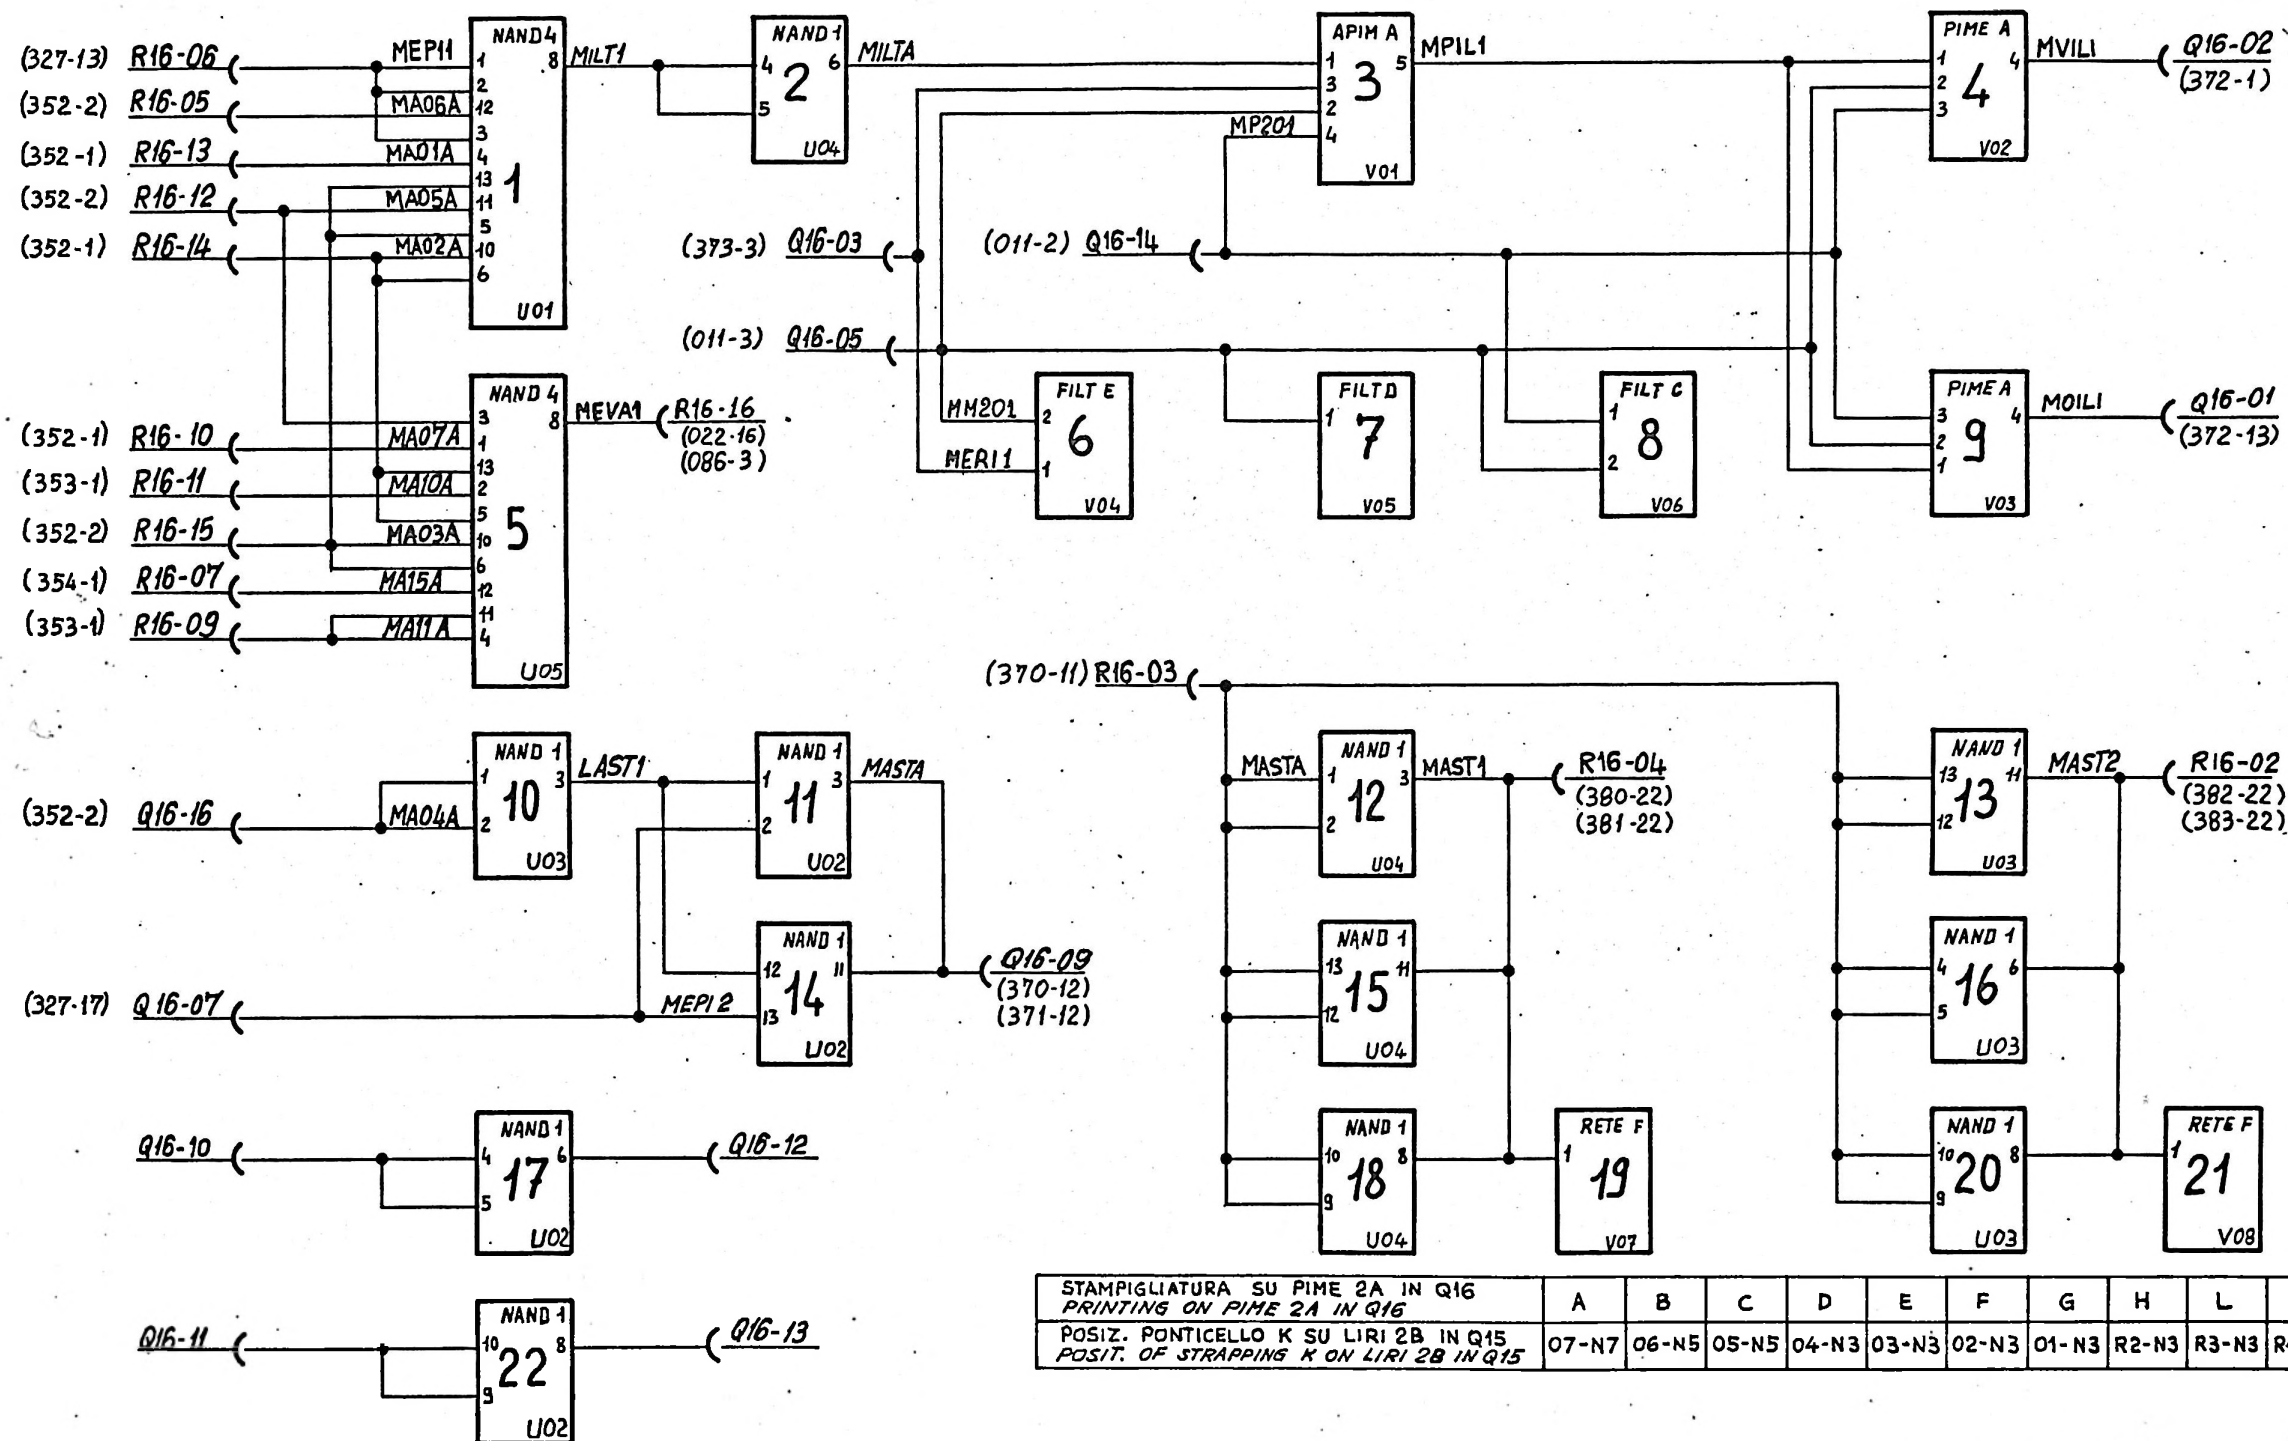 (327-13) R16-06
(352-2) R16-05
(352-1) R16-13
(352-2) R16-12
(352-1) R16-14
MEPI1
MA06A
MA01A
MA05A
MA02A
NAND4
1 8
2
12
3
4
13
11
5
10
6
1
U01
MILT1
NAND 1
4 6
5
2
U04
MILTA
(373-3) Q16-03
(011-2) Q16-14
(011-3) Q16-05
MP201
APIM A
1 5
3
2
4
3
V01
MPIL1
PIME A
1 4
2
3
4
V02
MVILI
Q16-02
(372-1)
(352-1) R16-10
(353-1) R16-11
(352-2) R16-15
(354-1) R16-07
(353-1) R16-09
MA07A
MA10A
MA03A
MA15A
MA11A
NAND 4
3 8
1
13
2
5
10
6
12
11
4
5
U05
MEVA1
R16-16
(022-16)
(086-3)
MM201
MERI1
FILT E
2
1
6
V04
FILT D
1
7
V05
FILT C
1
2
8
V06
PIME A
3 4
2
1
9
V03
MOILI
Q16-01
(372-13)
(352-2) Q16-16
MA04A
NAND 1
1 3
2
10
U03
LAST1
NAND 1
1 3
2
11
U02
MASTA
(327-17) Q16-07
MEPI2
NAND 1
12 11
13
14
U02
Q16-09
(370-12)
(371-12)
(370-11) R16-03
MASTA
NAND 1
1 3
2
12
U04
MAST1
R16-04
(380-22)
(381-22)
NAND 1
13 11
12
13
U03
MAST2
R16-02
(382-22)
(383-22)
NAND 1
13 11
12
15
U04
NAND 1
4 6
5
16
U03
Q16-10
NAND 1
4 6
5
17
U02
Q16-12
NAND 1
10 8
9
18
U04
RETE F
1
19
V07
NAND 1
10 8
9
20
U03
RETE F
1
21
V08
Q16-11
NAND 1
10 8
9
22
U02
Q16-13
STAMPIGLIATURA SU PIME 2A IN Q16
PRINTING ON PIME 2A IN Q16
A B C D E F G H L
POSIZ. PONTICELLO K SU LIRI 2B IN Q15
POSIT. OF STRAPPING K ON LIRI 2B IN Q15
07-N7 06-N5 05-N5 04-N3 03-N3 02-N3 01-N3 R2-N3 R3-N3